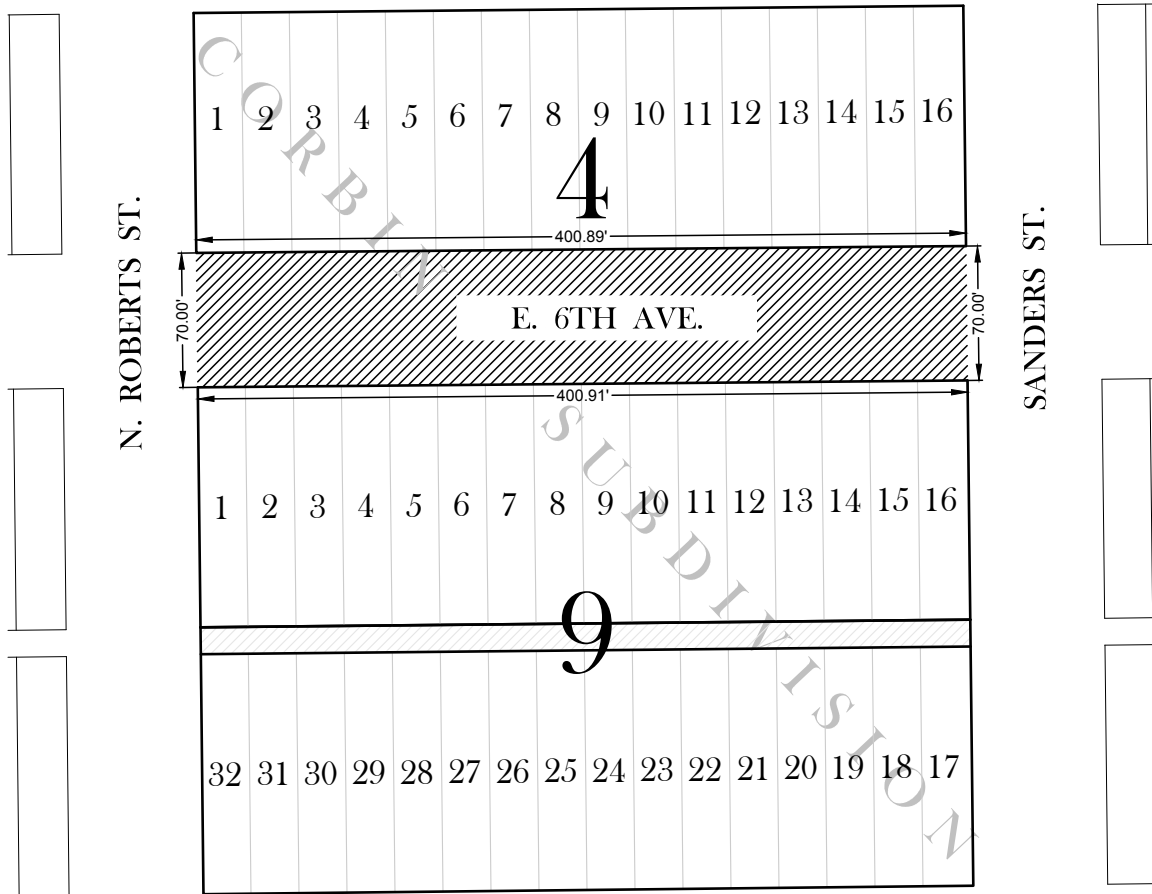 1 2 3 4 5 6 7 8 9 10 11 12 13 14 15 16
4
400.89'
N. ROBERTS ST.
70.00'
E. 6TH AVE.
70.00'
SANDERS ST.
400.91'
CORBIN SUBDIVISION
1 2 3 4 5 6 7 8 9 10 11 12 13 14 15 16
9
32 31 30 29 28 27 26 25 24 23 22 21 20 19 18 17